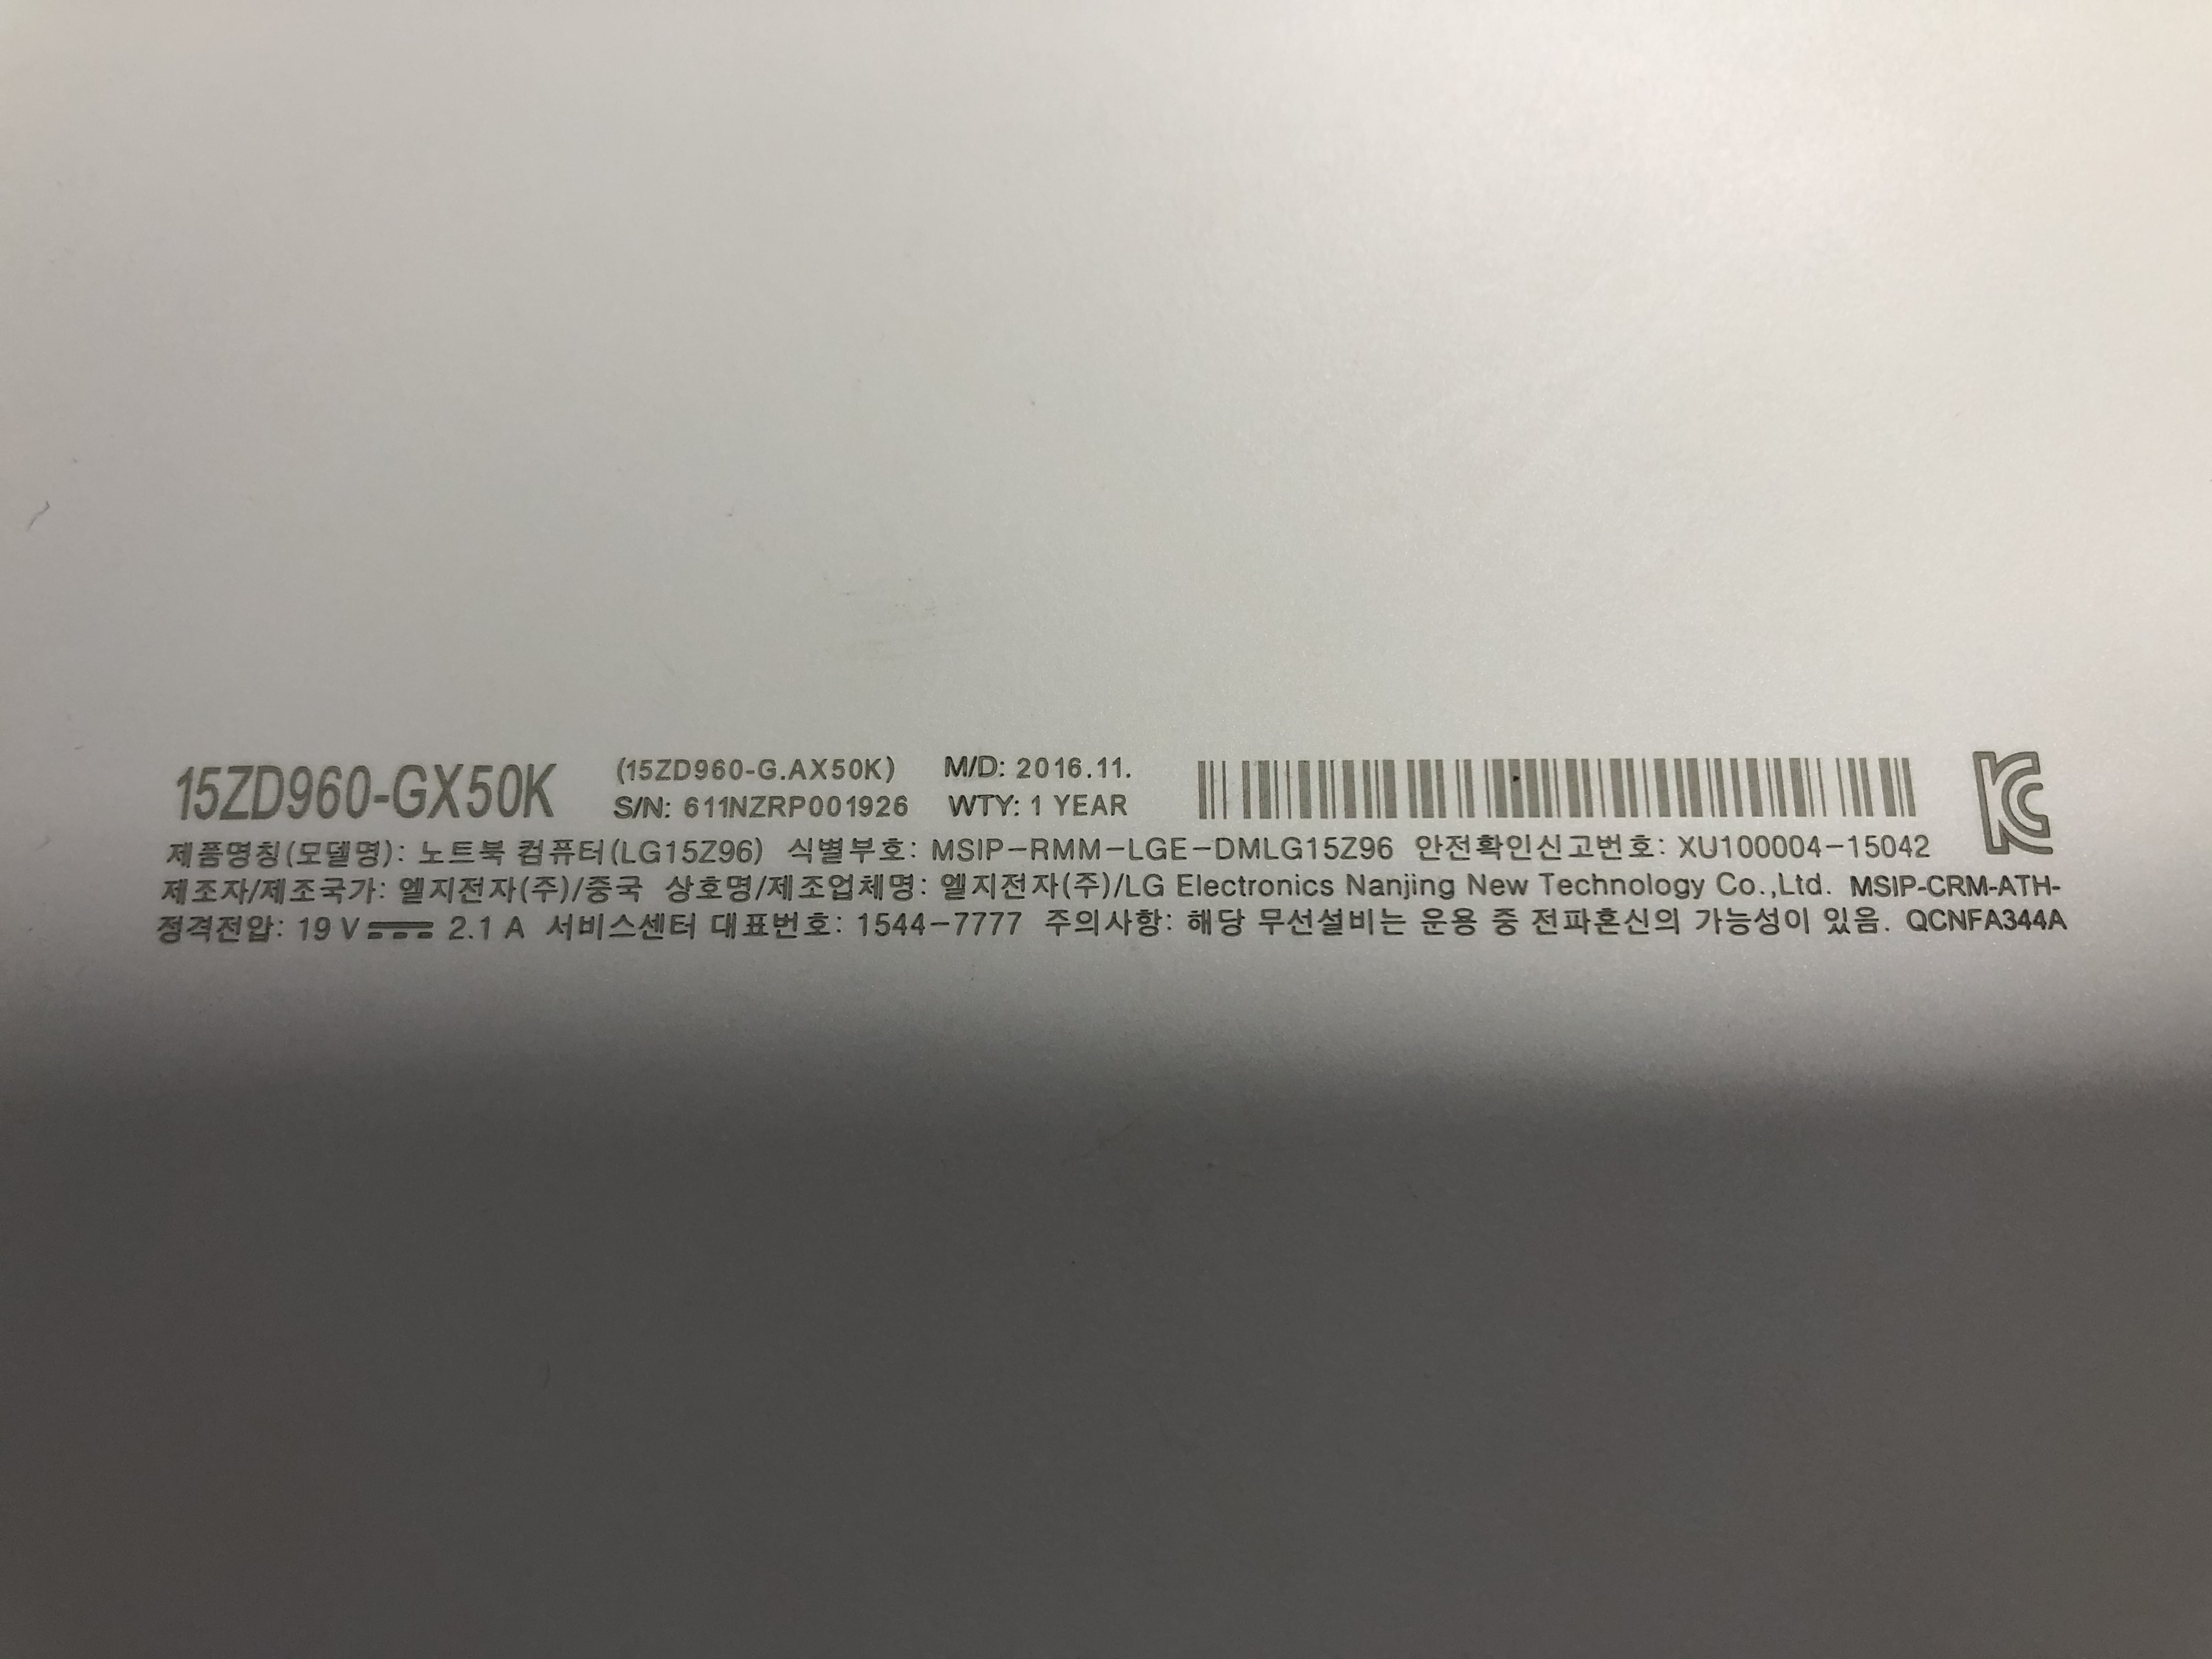 15ZD960-GX50K (15ZD960-G.AX50K) M/D: 2016.11.
S/N: 611NZRP001926 WTY: 1 YEAR
제품명칭(모델명): 노트북 컴퓨터(LG15Z96) 식별부호: MSIP-RMM-LGE-DMLG15Z96 안전확인신고번호: XU100004-15042
제조자/제조국가: 엘지전자(주)/중국 상호명/제조업체명: 엘지전자(주)/LG Electronics Nanjing New Technology Co.,Ltd. MSIP-CRM-ATH-
정격전압: 19 V⎓ 2.1 A 서비스센터 대표번호: 1544-7777 주의사항: 해당 무선설비는 운용 중 전파혼신의 가능성이 있음. QCNFA344A